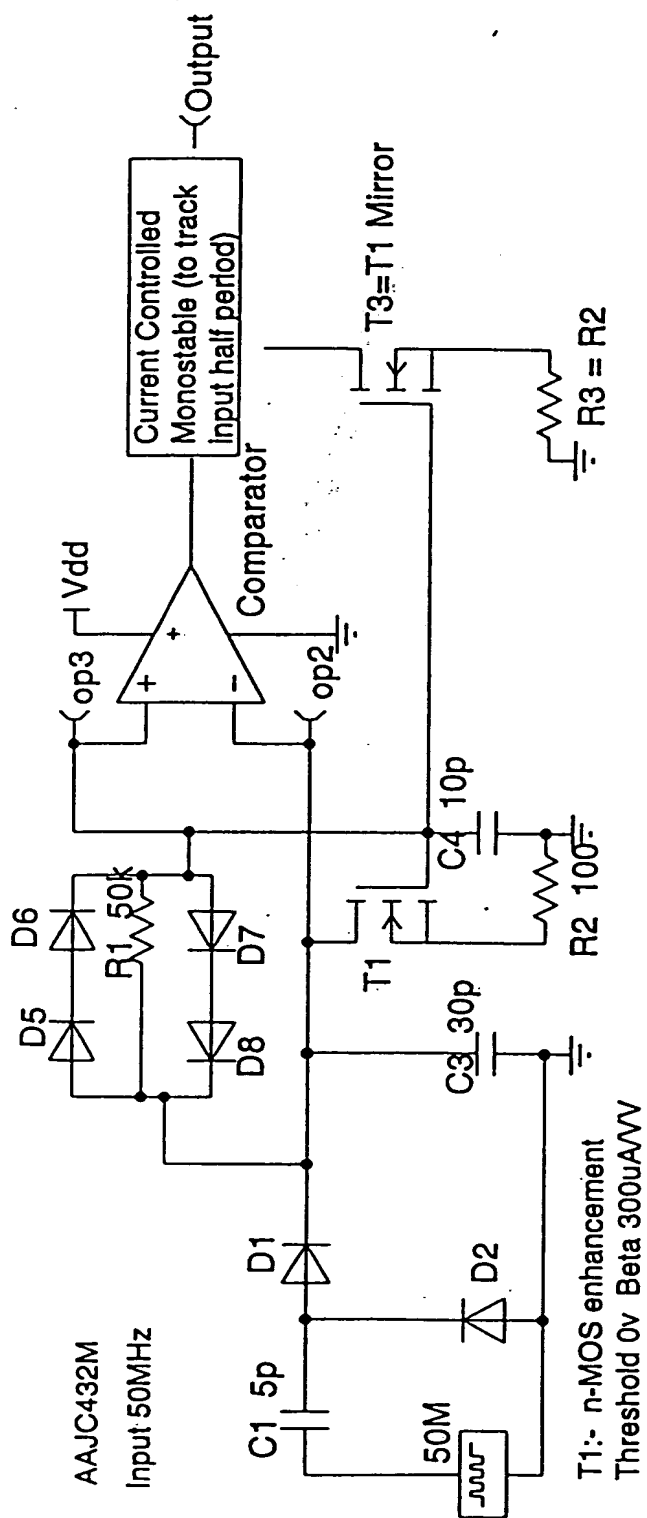 AAJC432M
Input 50MHz
C1 5p
50M
D1
D2
D5
D6
R1 50k
D8
D7
C3 30p
T1
R2 100
C4 10p
op3
op2
Vdd
+
-
+
Comparator
Current Controlled
Monostable (to track
Input half period)
Output
T3=T1 Mirror
R3 = R2
T1:- n-MOS enhancement
Threshold 0v Beta 300uA/VV